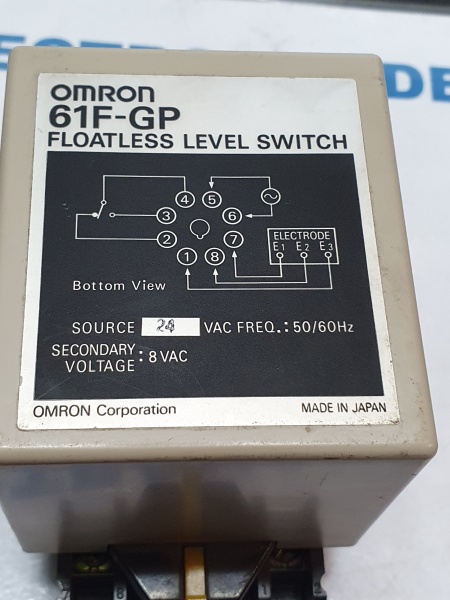 OMRON
61F-GP
FLOATLESS LEVEL SWITCH
4 5
3 6
2 7
1 8
ELECTRODE
E1 E2 E3
Bottom View
SOURCE 24 VAC FREQ.: 50/60Hz
SECONDARY
VOLTAGE : 8 VAC
OMRON Corporation
MADE IN JAPAN